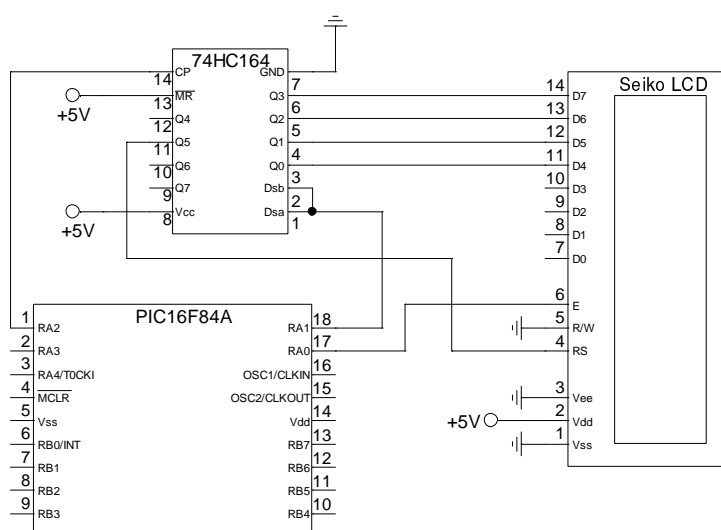 74HC164
14 CP
GND 7
+5V
13 MR
Q3 6
12 Q4
Q2 5
11 Q5
Q1 4
10 Q6
Q0 3
9 Q7
Dsb 2
+5V
8 Vcc
Dsa 1
Seiko LCD
14 D7
13 D6
12 D5
11 D4
10 D3
9 D2
8 D1
7 D0
6 E
5 R/W
4 RS
3 Vee
+5V
2 Vdd
1 Vss
PIC16F84A
1 RA2
RA1 18
2 RA3
RA0 17
3 RA4/T0CKI
OSC1/CLKIN 16
4 MCLR
OSC2/CLKOUT 15
5 Vss
Vdd 14
6 RB0/INT
RB7 13
7 RB1
RB6 12
8 RB2
RB5 11
9 RB3
RB4 10